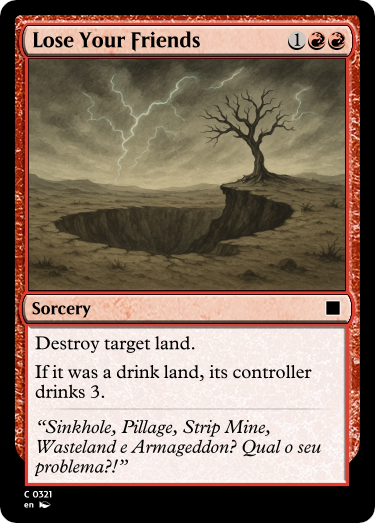 Lose Your Friends 1
Sorcery
Destroy target land.
If it was a drink land, its controller
drinks 3.
“Sinkhole, Pillage, Strip Mine,
Wasteland e Armageddon? Qual o seu
problema?!”
C 0321
en